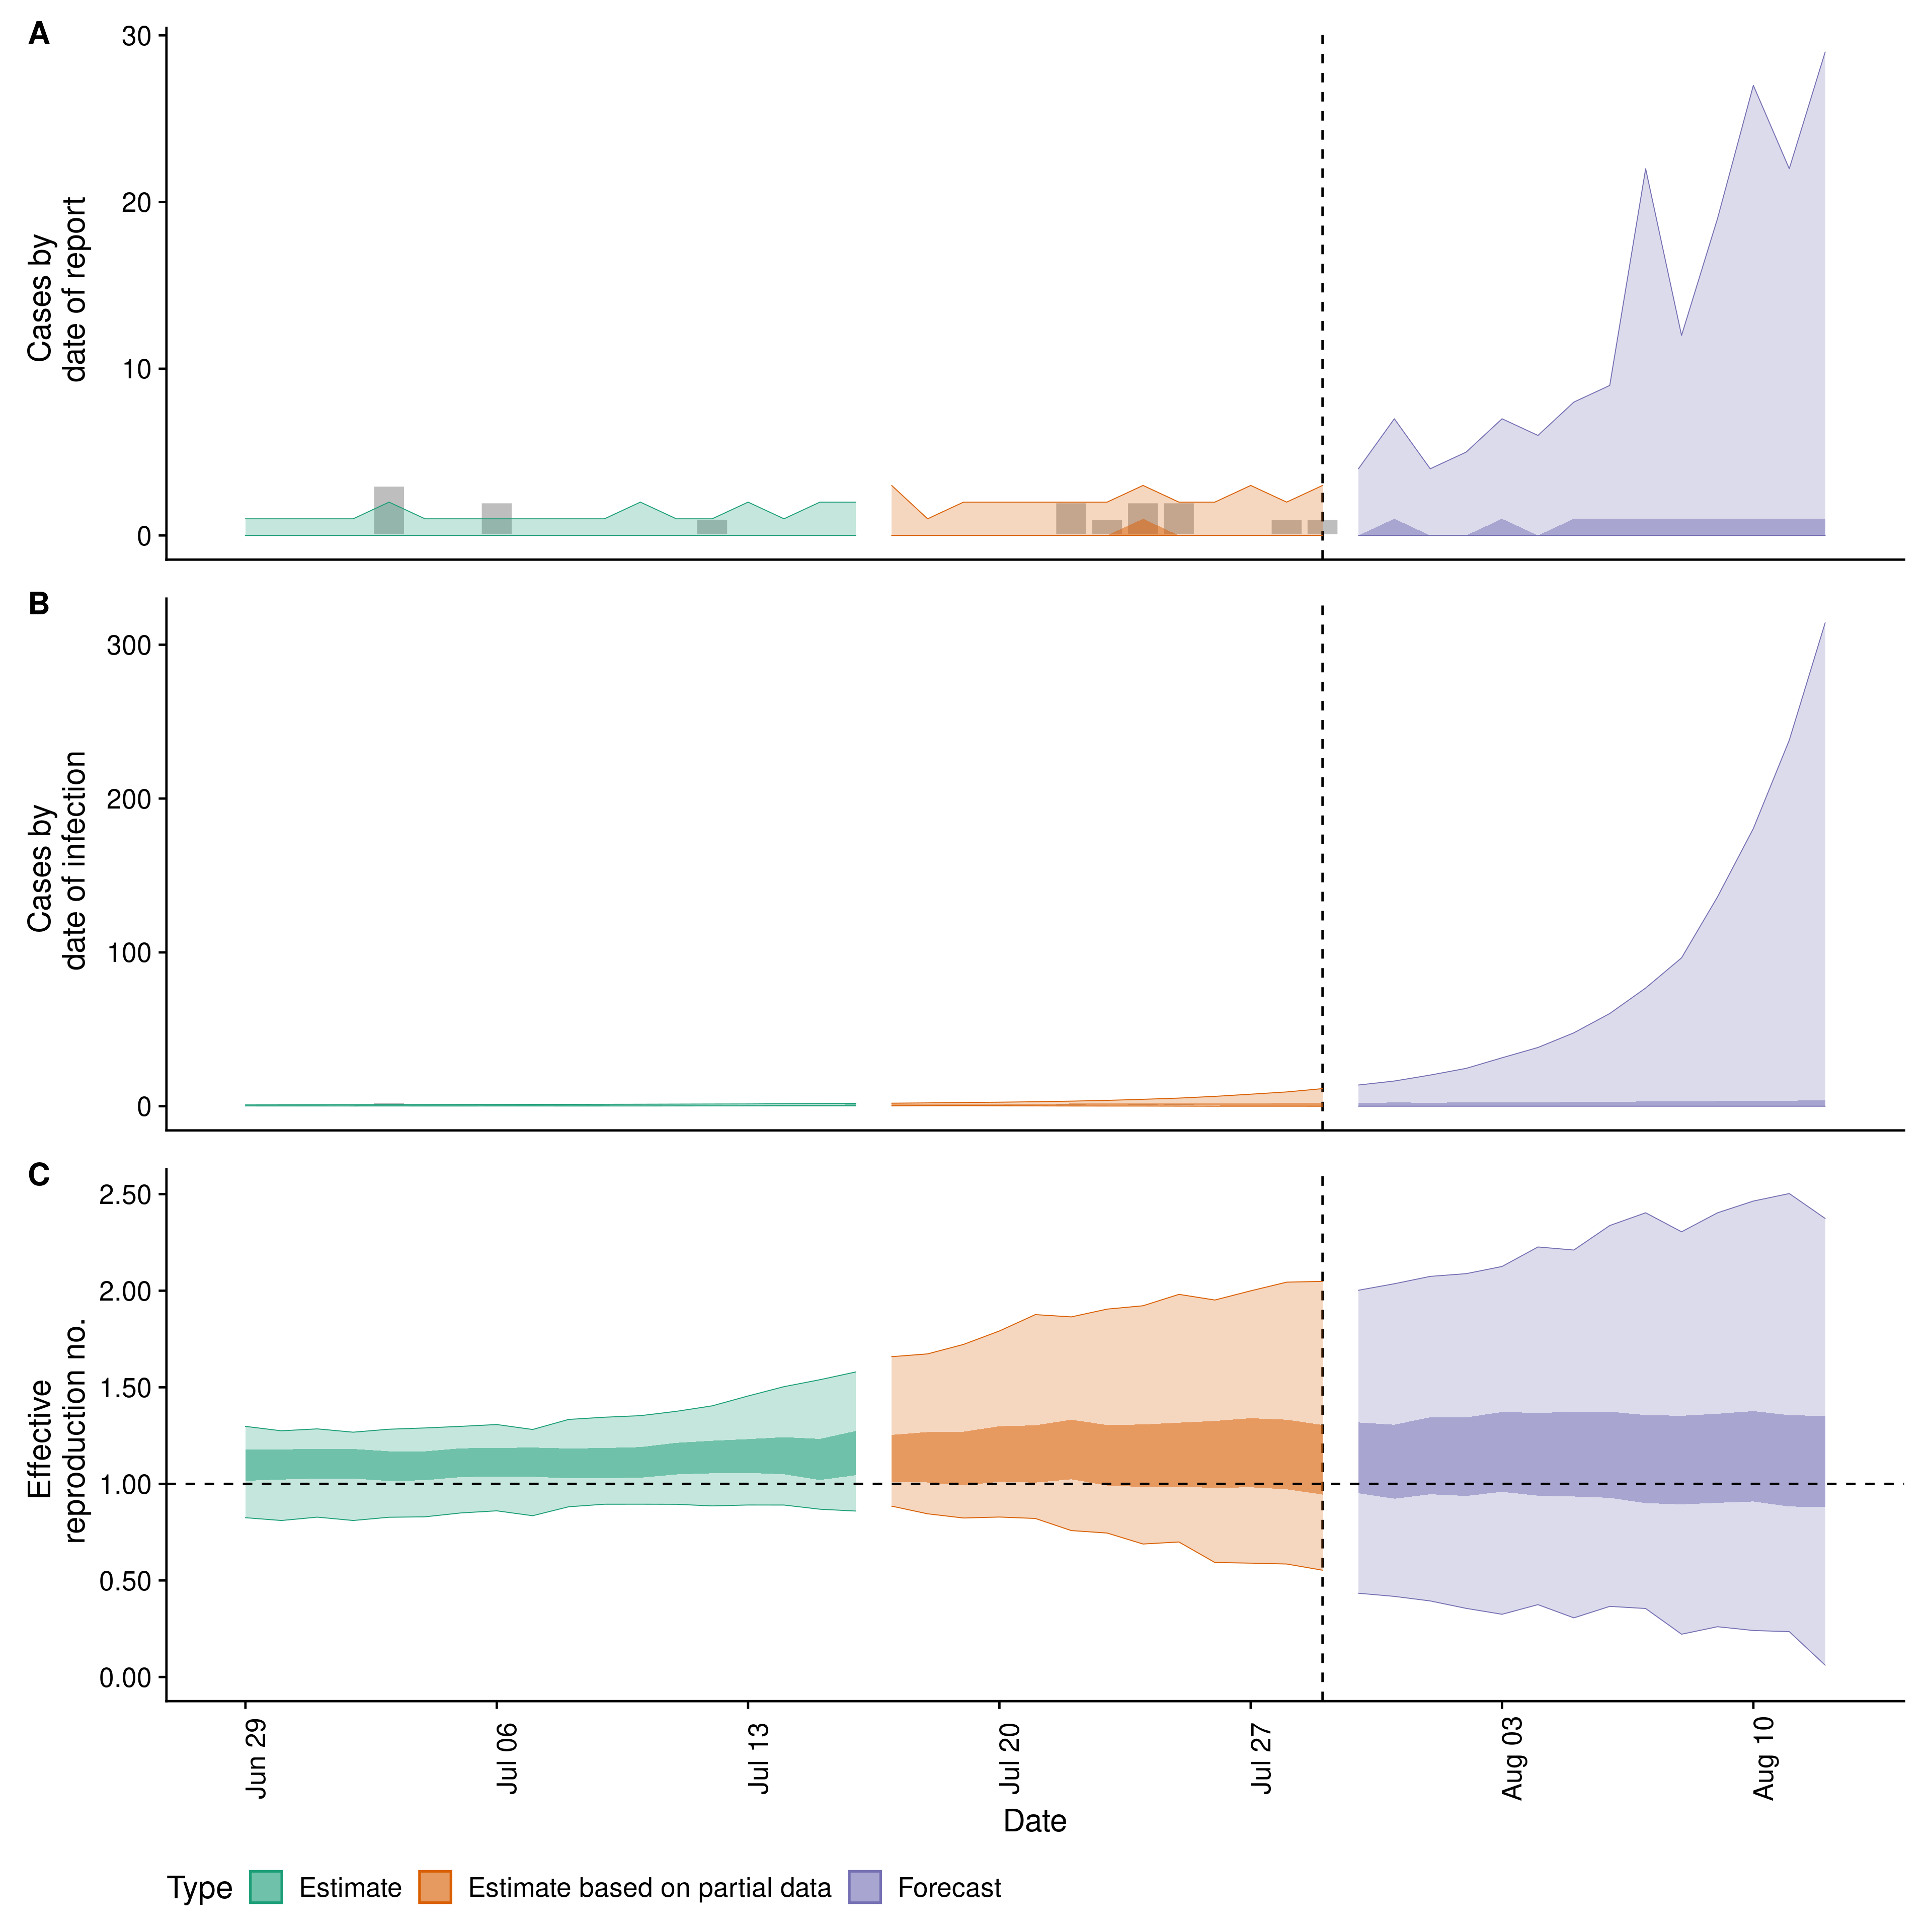 A
Cases by
date of report
30
20
10
0
B
Cases by
date of infection
300
200
100
0
C
Effective
reproduction no.
2.50
2.00
1.50
1.00
0.50
0.00
Jun 29
Jul 06
Jul 13
Jul 20
Jul 27
Aug 03
Aug 10
Date
Type Estimate Estimate based on partial data Forecast